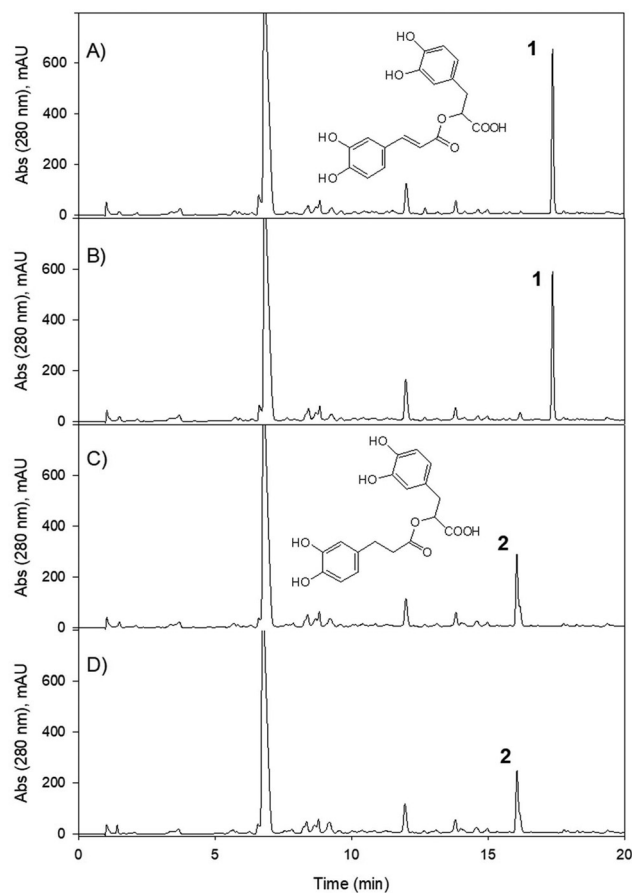 A)
1
Abs (280 nm), mAU
600
400
200
0
HO
HO
O
COOH
HO
O
HO
B)
1
Abs (280 nm), mAU
600
400
200
0
C)
2
Abs (280 nm), mAU
600
400
200
0
HO
HO
O
COOH
HO
O
HO
D)
2
Abs (280 nm), mAU
600
400
200
0
0 5 10 15 20
Time (min)